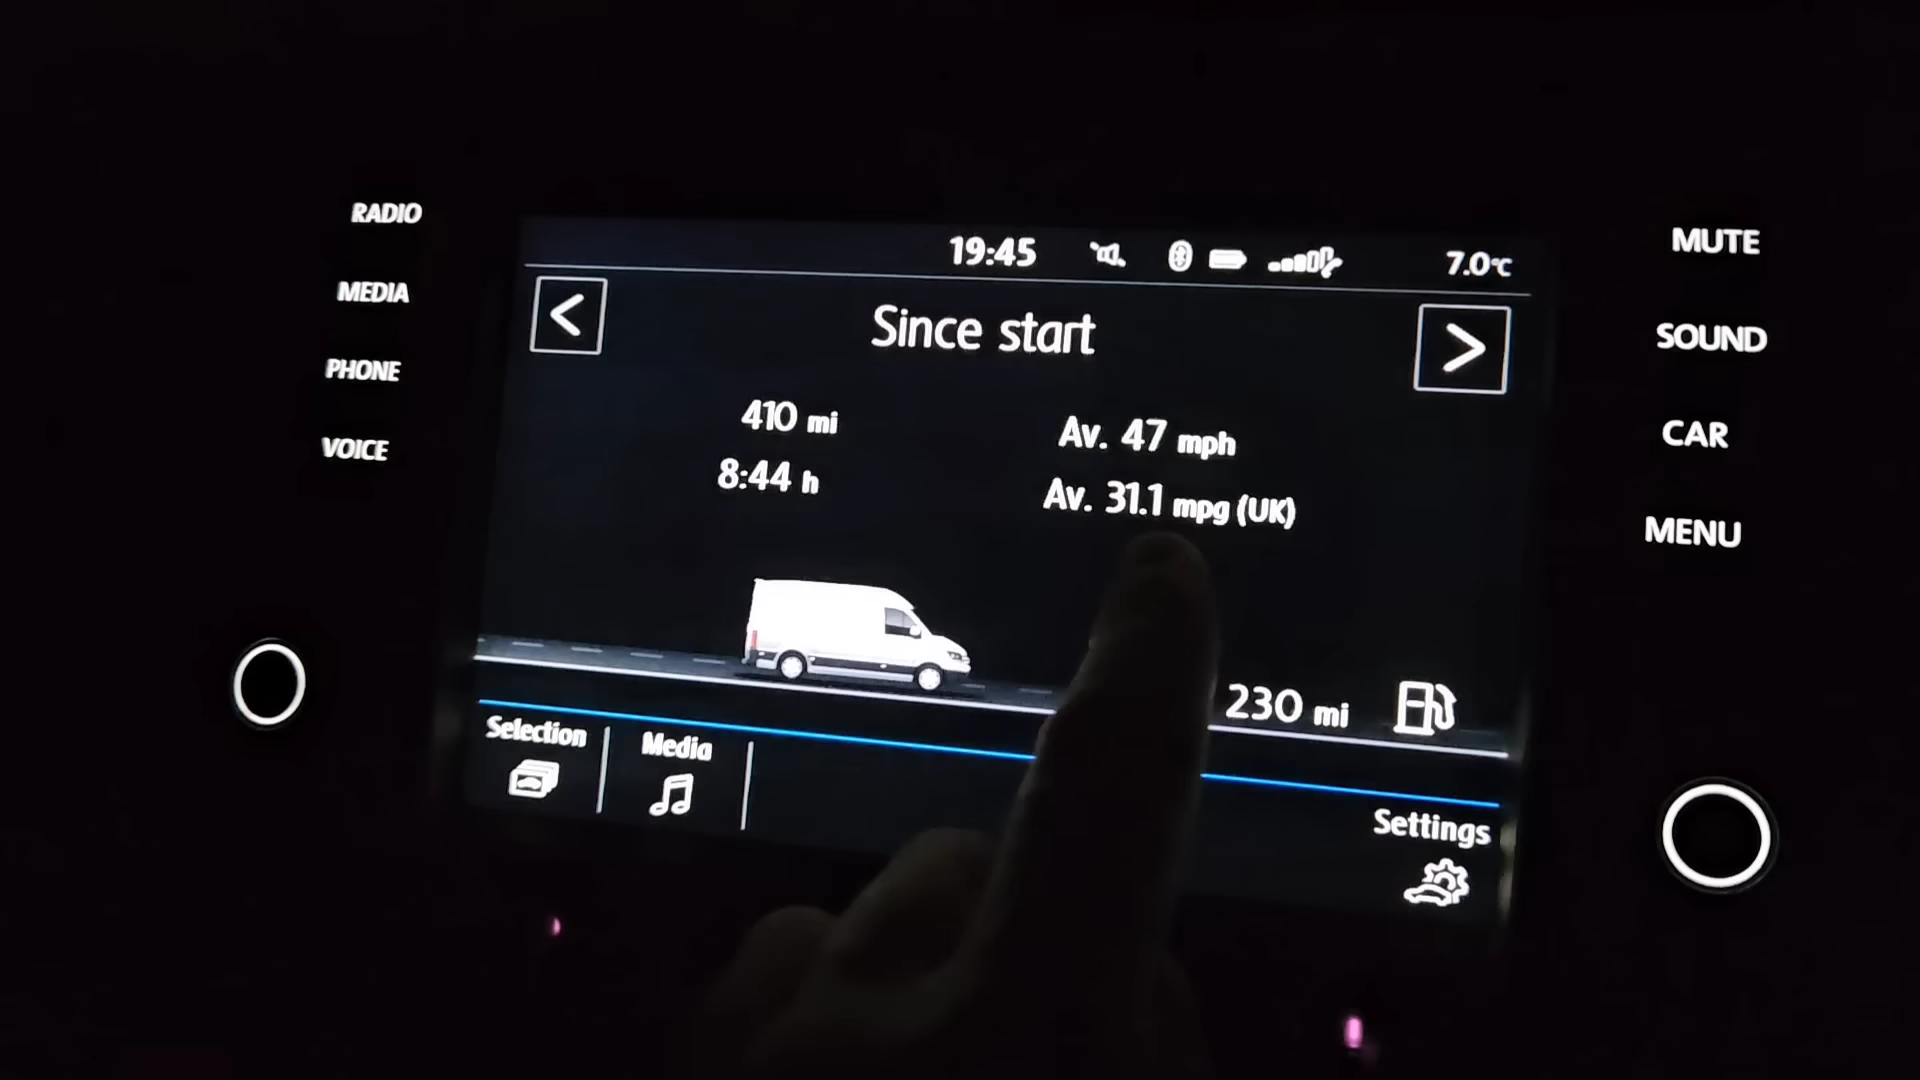 RADIO
MEDIA
PHONE
VOICE
19:45
7.0°C
<
Since start
>
410 mi
8:44 h
Av. 47 mph
Av. 31.1 mpg (UK)
230 mi
Selection
Media
Settings
MUTE
SOUND
CAR
MENU